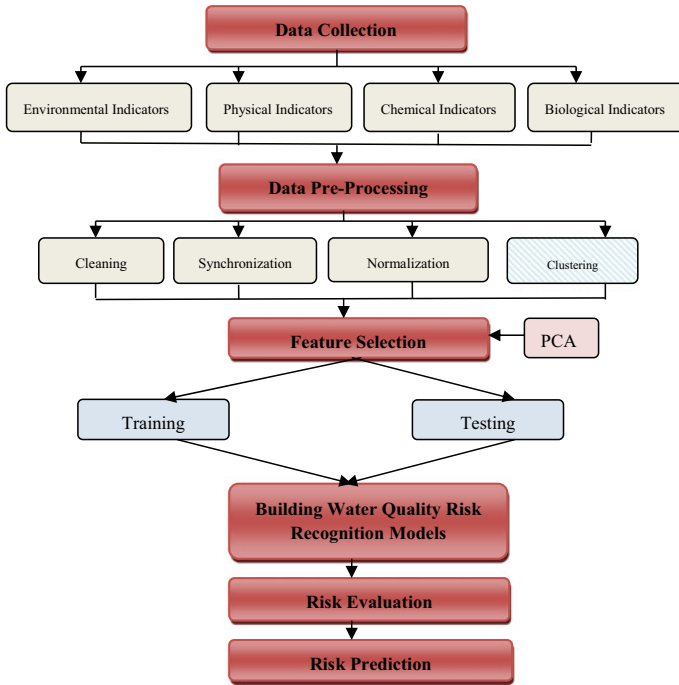 Data Collection
Environmental Indicators
Physical Indicators
Chemical Indicators
Biological Indicators
Data Pre-Processing
Cleaning
Synchronization
Normalization
Clustering
Feature Selection
PCA
Training
Testing
Building Water Quality Risk
Recognition Models
Risk Evaluation
Risk Prediction